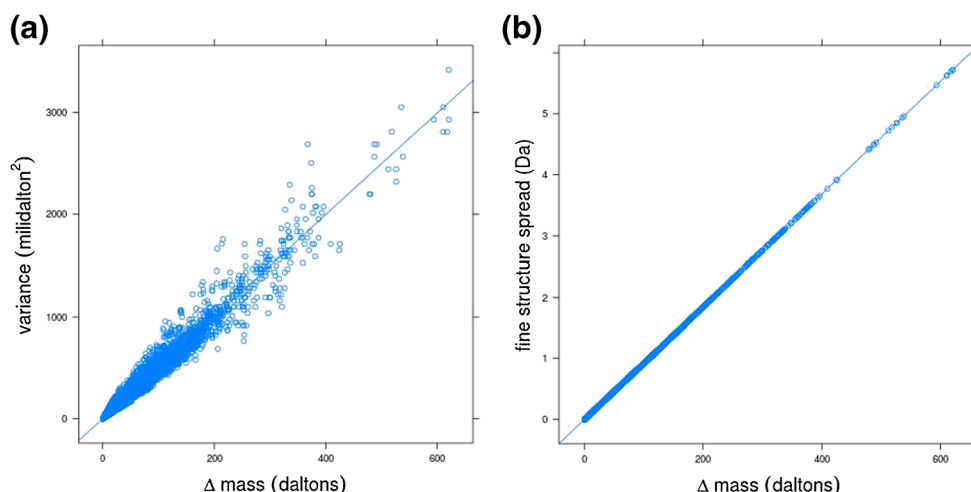 (a)
variance (milidalton²)
3000
2000
1000
0
0 200 400 600
Δ mass (daltons)
(b)
fine structure spread (Da)
5
4
3
2
1
0
0 200 400 600
Δ mass (daltons)